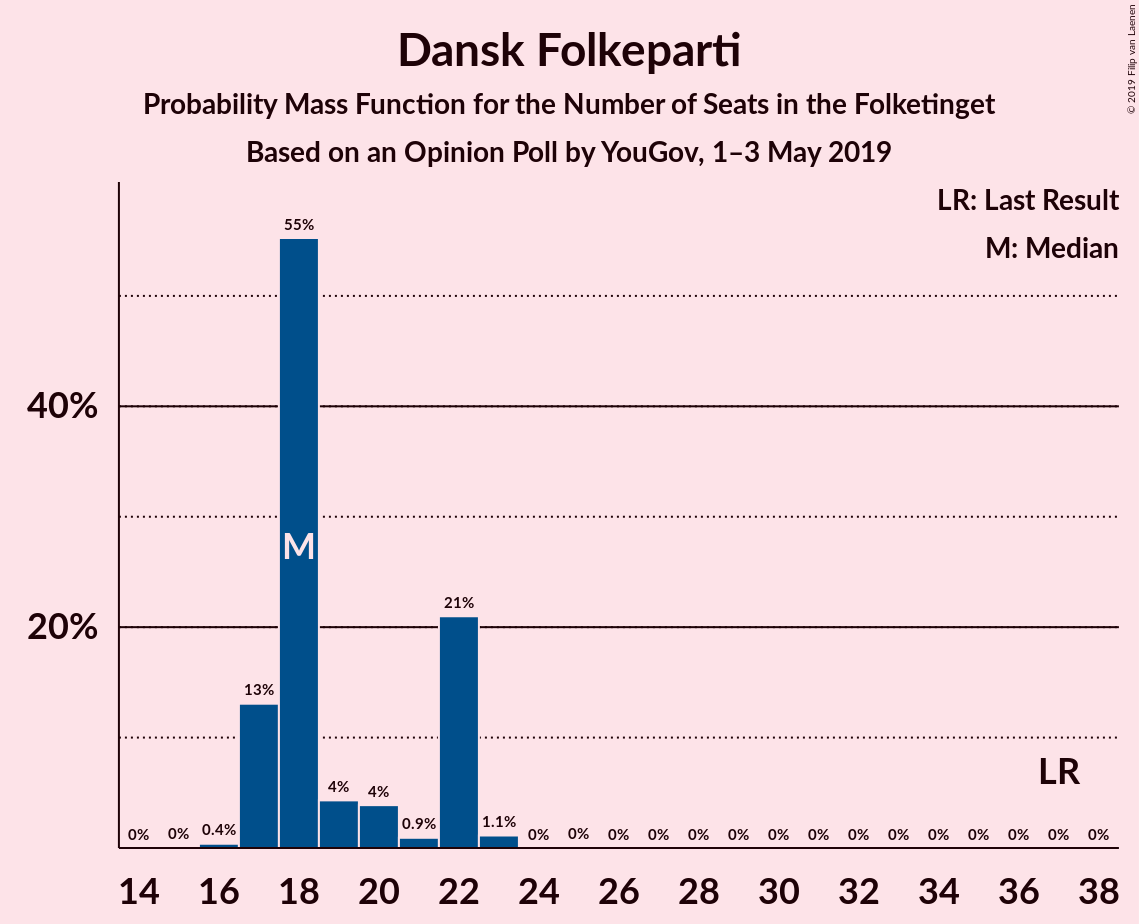 Dansk Folkeparti
Probability Mass Function for the Number of Seats in the Folketinget
Based on an Opinion Poll by YouGov, 1–3 May 2019
© 2019 Filip van Laenen
LR: Last Result
M: Median
40%
20%
0% 0% 0.4% 13% 55% 4% 4% 0.9% 21% 1.1% 0% 0% 0% 0% 0% 0% 0% 0% 0% 0% 0% 0% 0% 0% 0%
M
LR
14 16 18 20 22 24 26 28 30 32 34 36 38